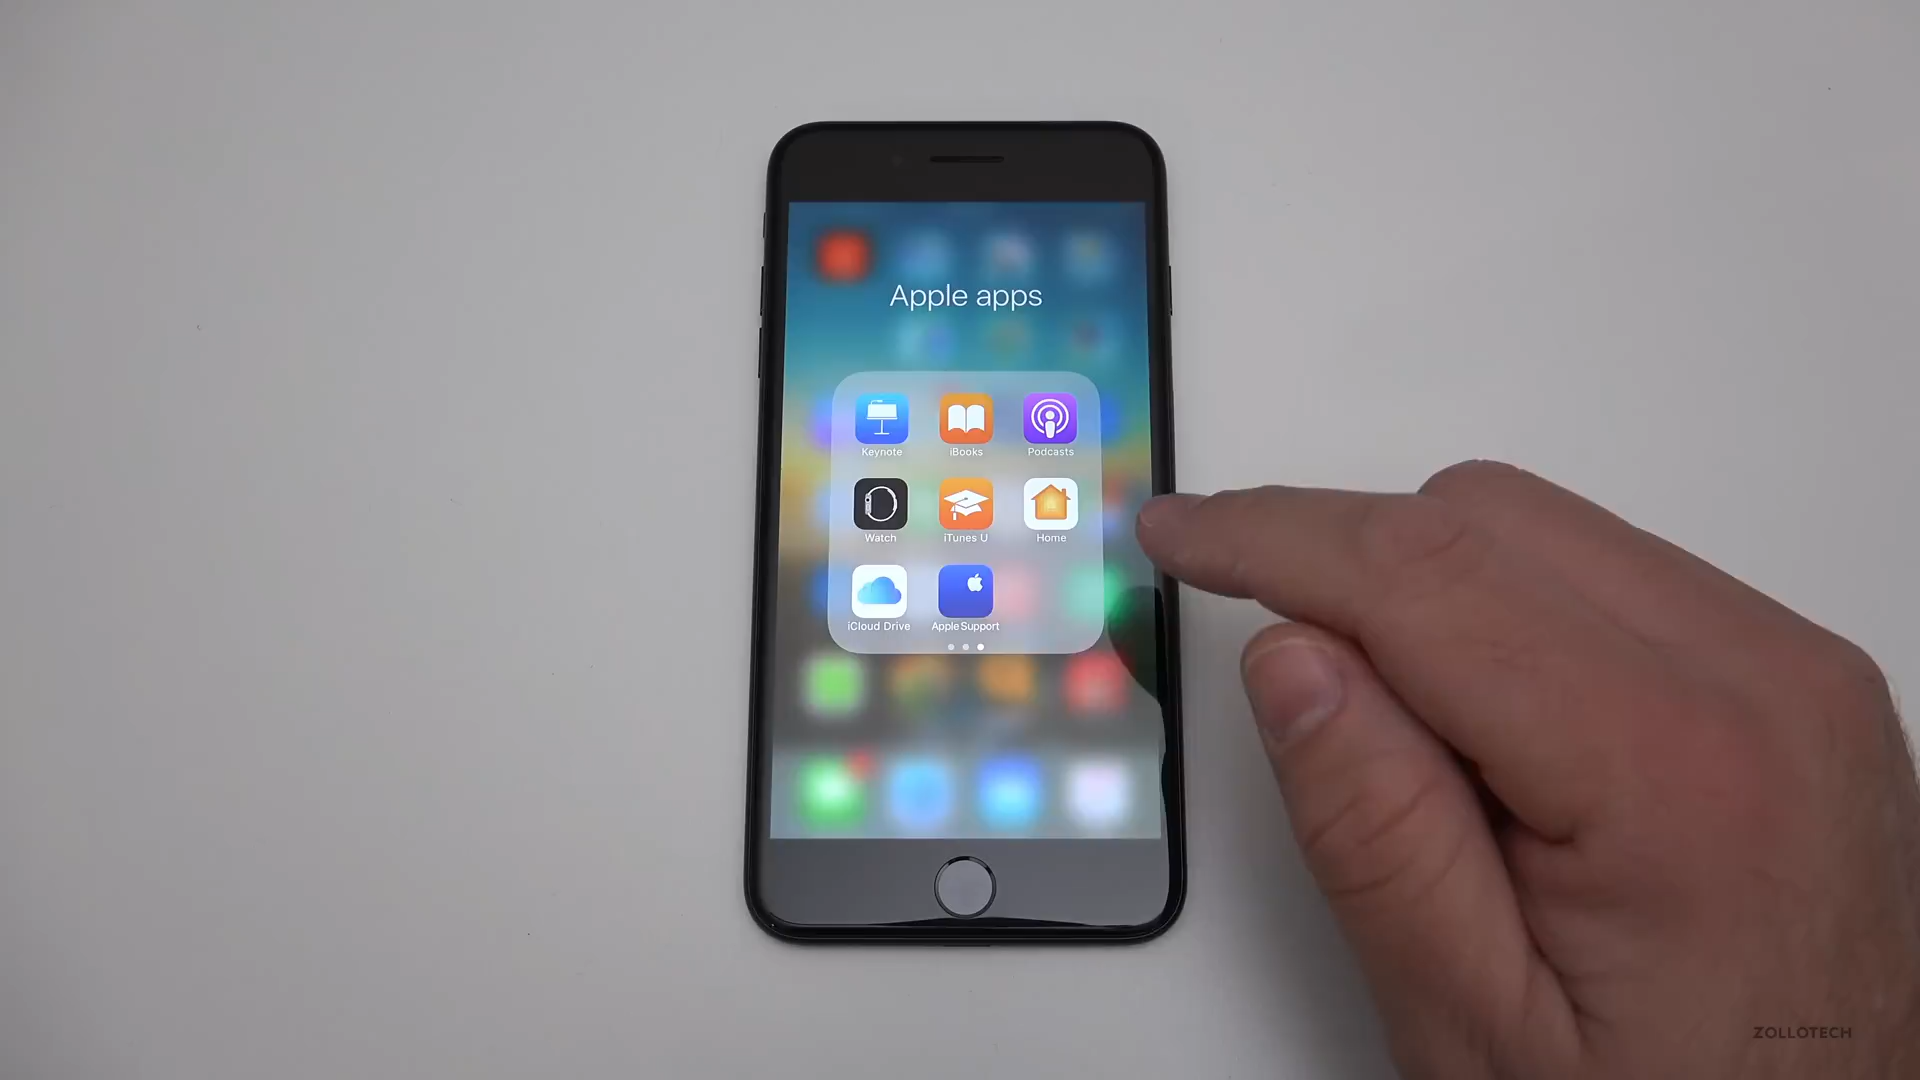 Apple apps
Keynote
iBooks
Podcasts
Watch
iTunes U
Home
iCloud Drive
Apple Support
ZOLLOTECH